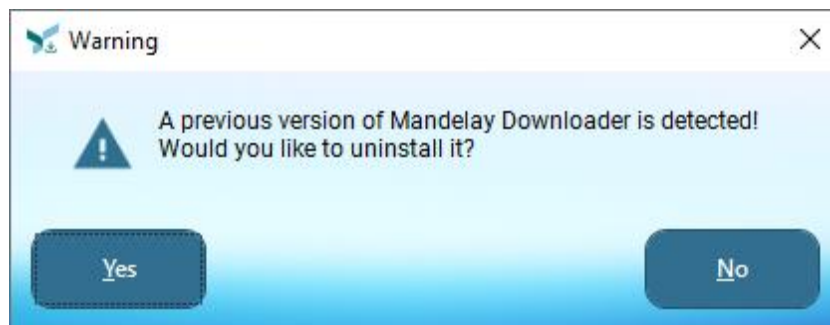 Warning
A previous version of Mandelay Downloader is detected!
Would you like to uninstall it?
Yes
No